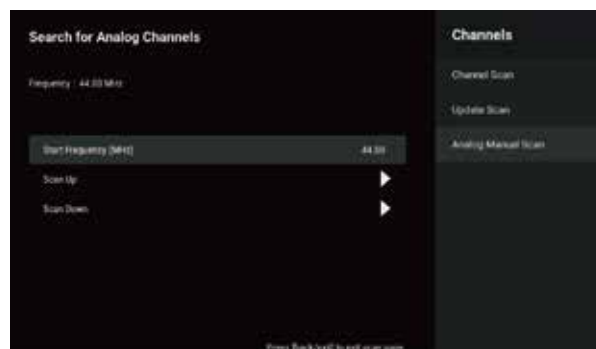 Search for Analog Channels
Frequency : 44.00 MHz
Start Frequency (MHz) 44.00
Scan Up
Scan Down
Channels
Channel Scan
Update Scan
Analog Manual Scan